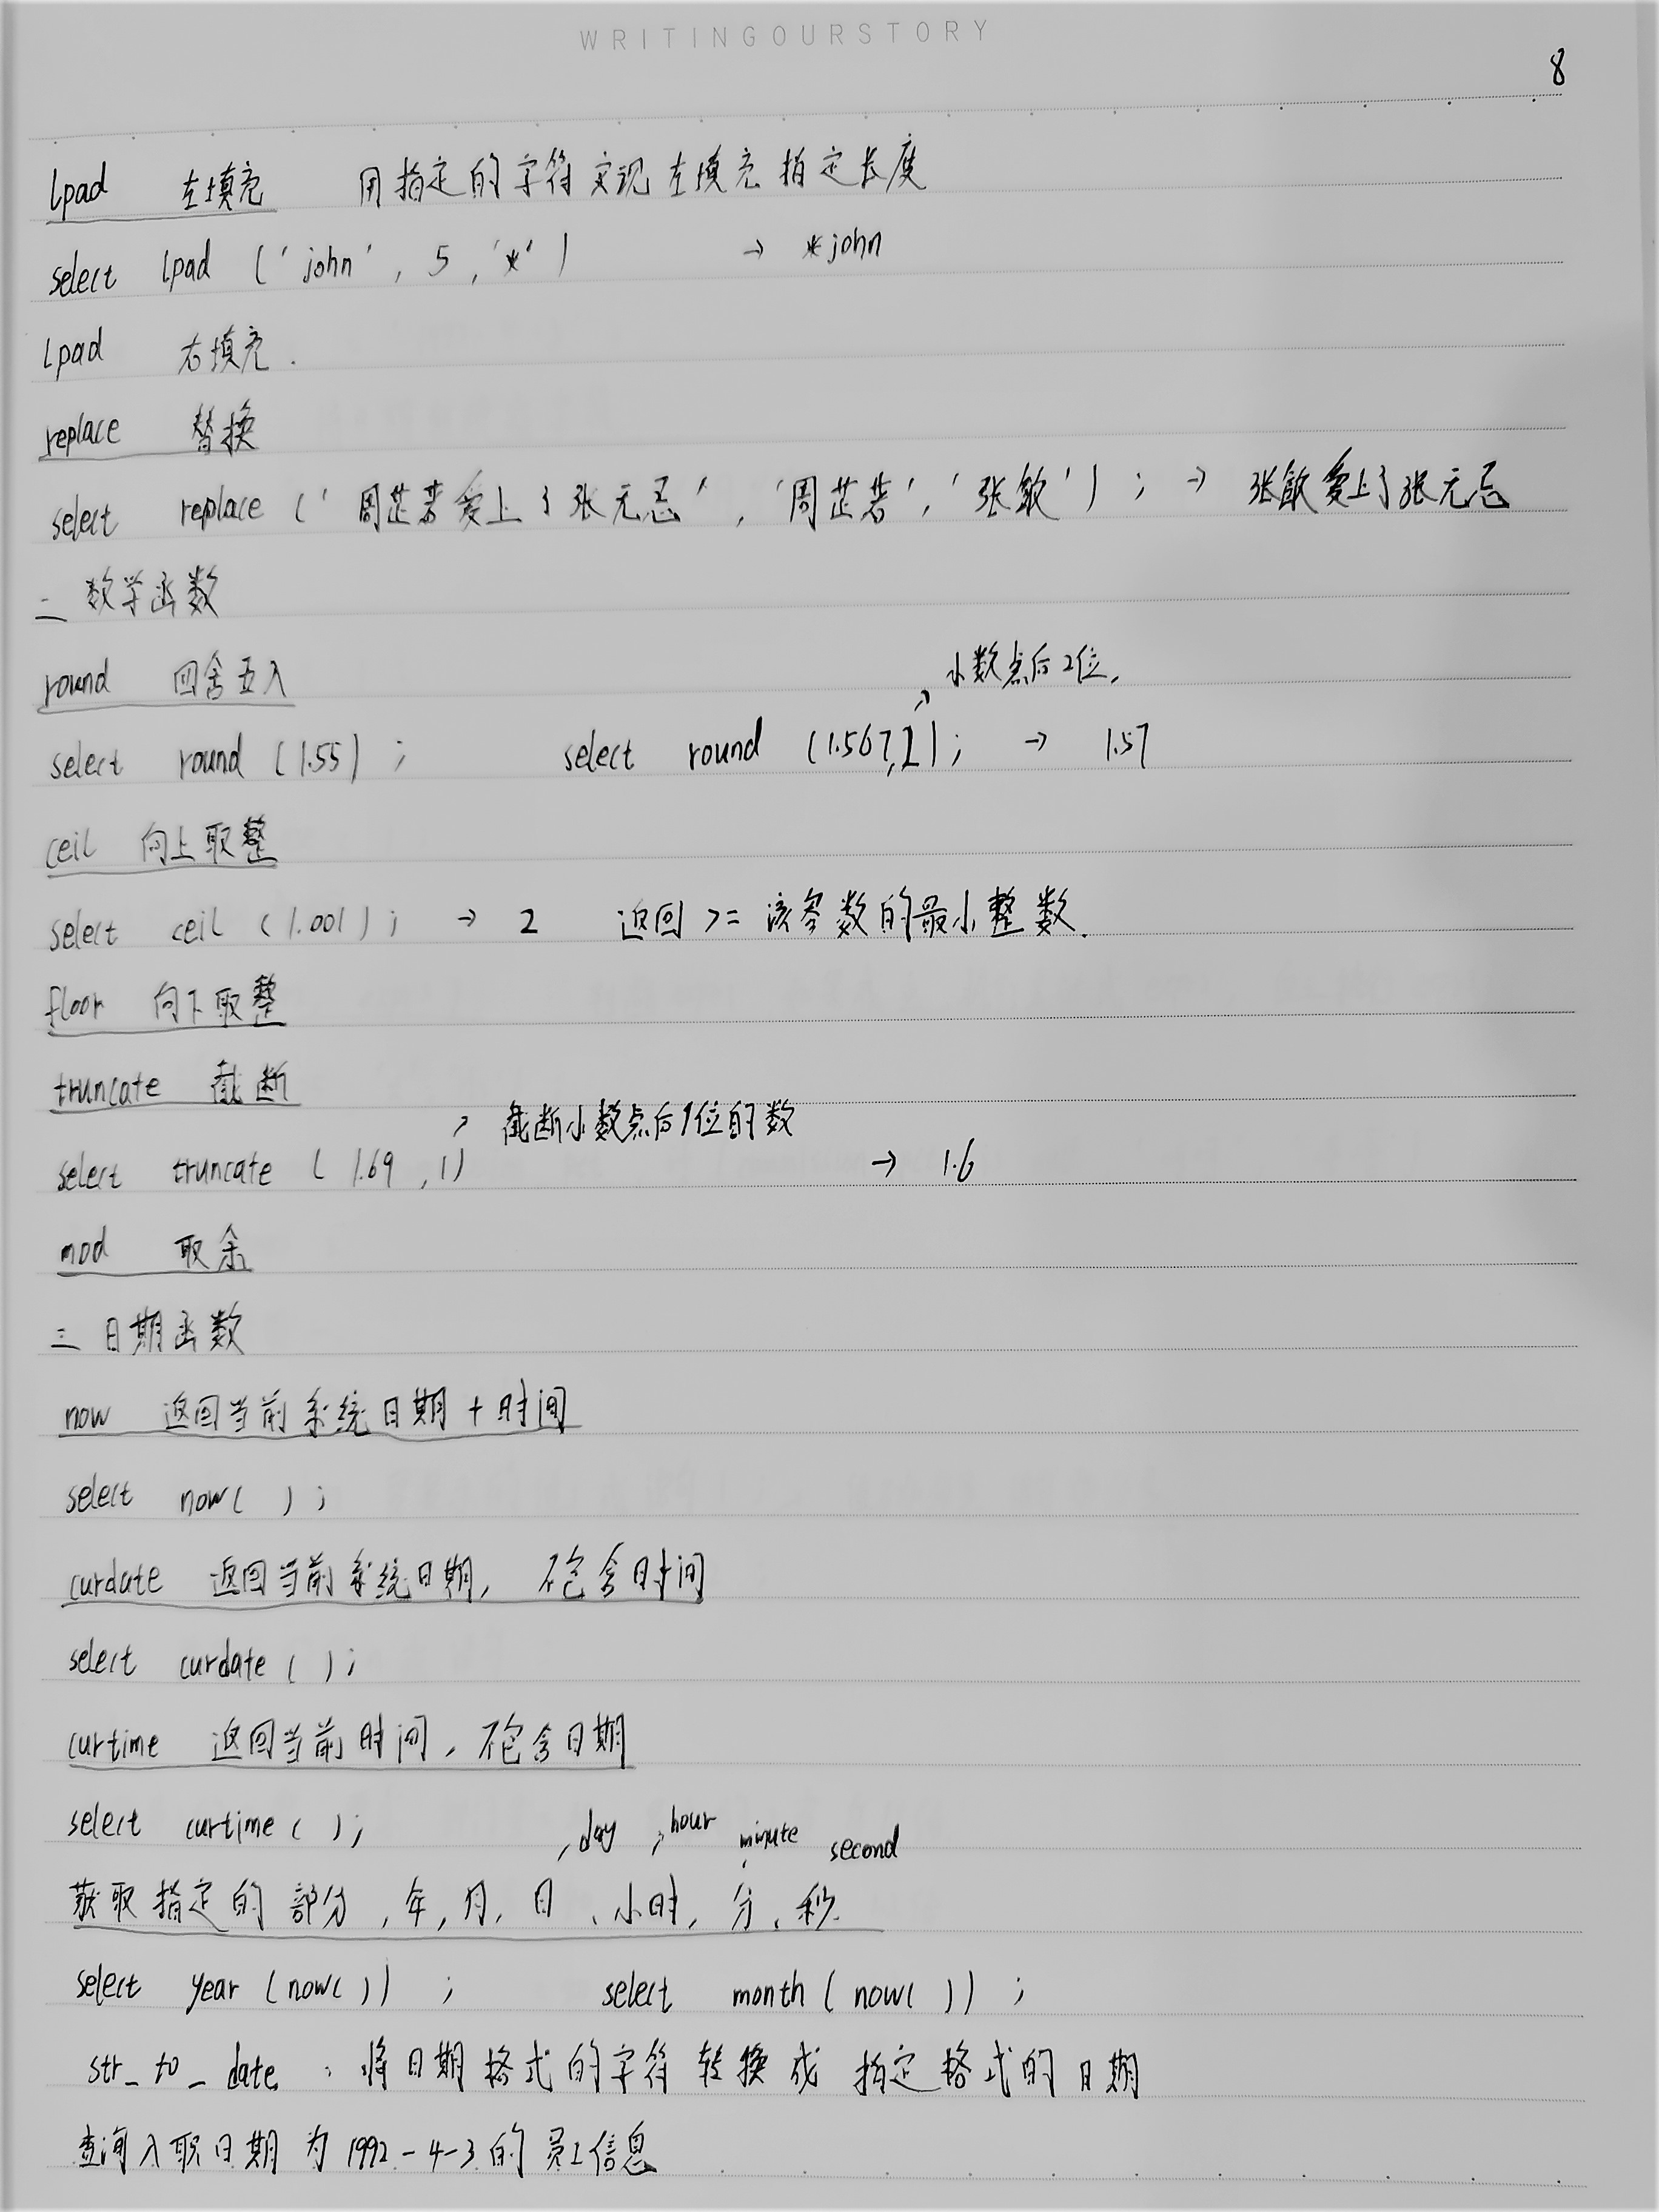 WRITINGOURSTORY
8
lpad 左填充 用指定的字符实现左填充指定长度
select lpad ('john', 5, '*') → *john
lpad 右填充.
replace 替换
select replace ('周芷若爱上了张无忌', '周芷若', '张敏'); → 张敏爱上了张无忌
二 数学函数
round 四舍五入
小数点后2位.
select round (1.55); select round (1.567,2); → 1.57
ceil 向上取整
select ceil (1.001); → 2 返回 >= 该参数的最小整数.
floor 向下取整
truncate 截断
截断小数点后1位的数
select truncate (1.69, 1) → 1.6
mod 取余
三 日期函数
now 返回当前系统日期+时间
select now( );
curdate 返回当前系统日期, 不包含时间
select curdate ( );
curtime 返回当前时间, 不包含日期
select curtime ( );
day hour minute second
获取指定的部分, 年, 月, 日、小时, 分、秒
select year (now( )) ; select month (now( )) ;
str_to_date : 将日期格式的字符转换成指定格式的日期
查询入职日期为1992-4-3的员工信息